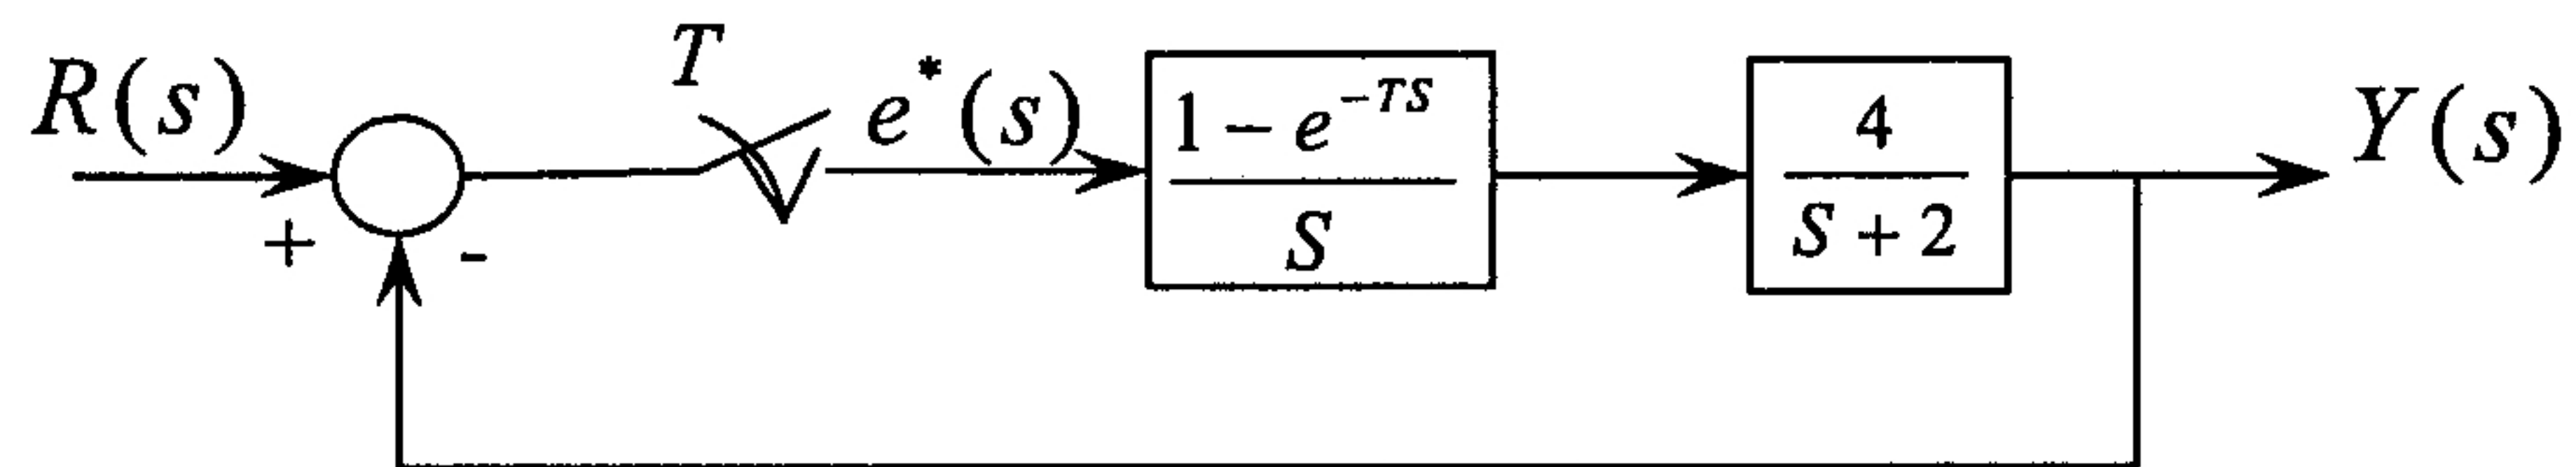 T
R(s)
e*(s)
1 - e^{-TS}
S
4
S + 2
Y(s)
+
-